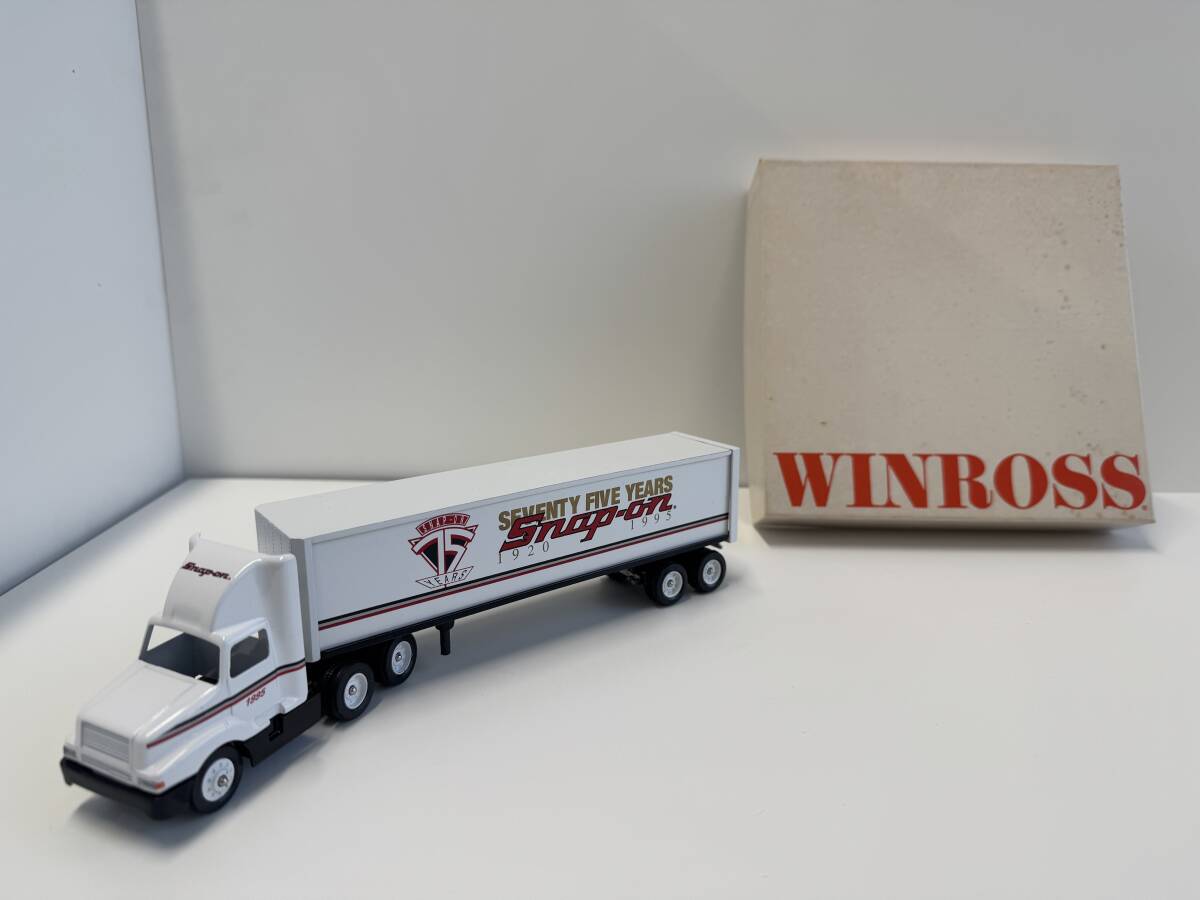 SEVENTY FIVE YEARS
Snap-on®
1920 1995
75
YEARS
Snap-on®
1995
WINROSS®